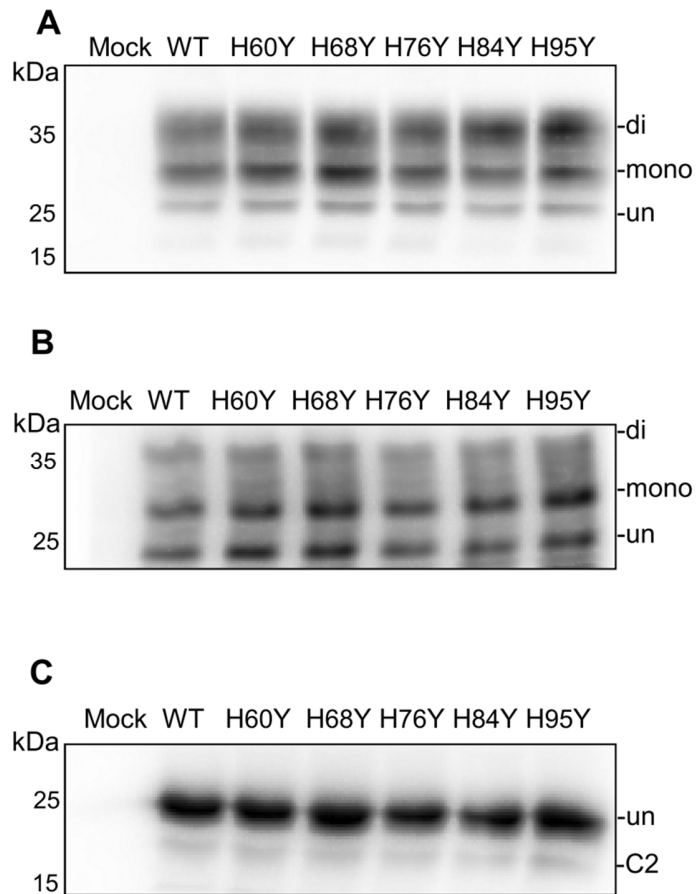 A
Mock WT H60Y H68Y H76Y H84Y H95Y
kDa
35
25
15
-di
-mono
-un
B
Mock WT H60Y H68Y H76Y H84Y H95Y
kDa
35
25
-di
-mono
-un
C
Mock WT H60Y H68Y H76Y H84Y H95Y
kDa
25
15
-un
-C2